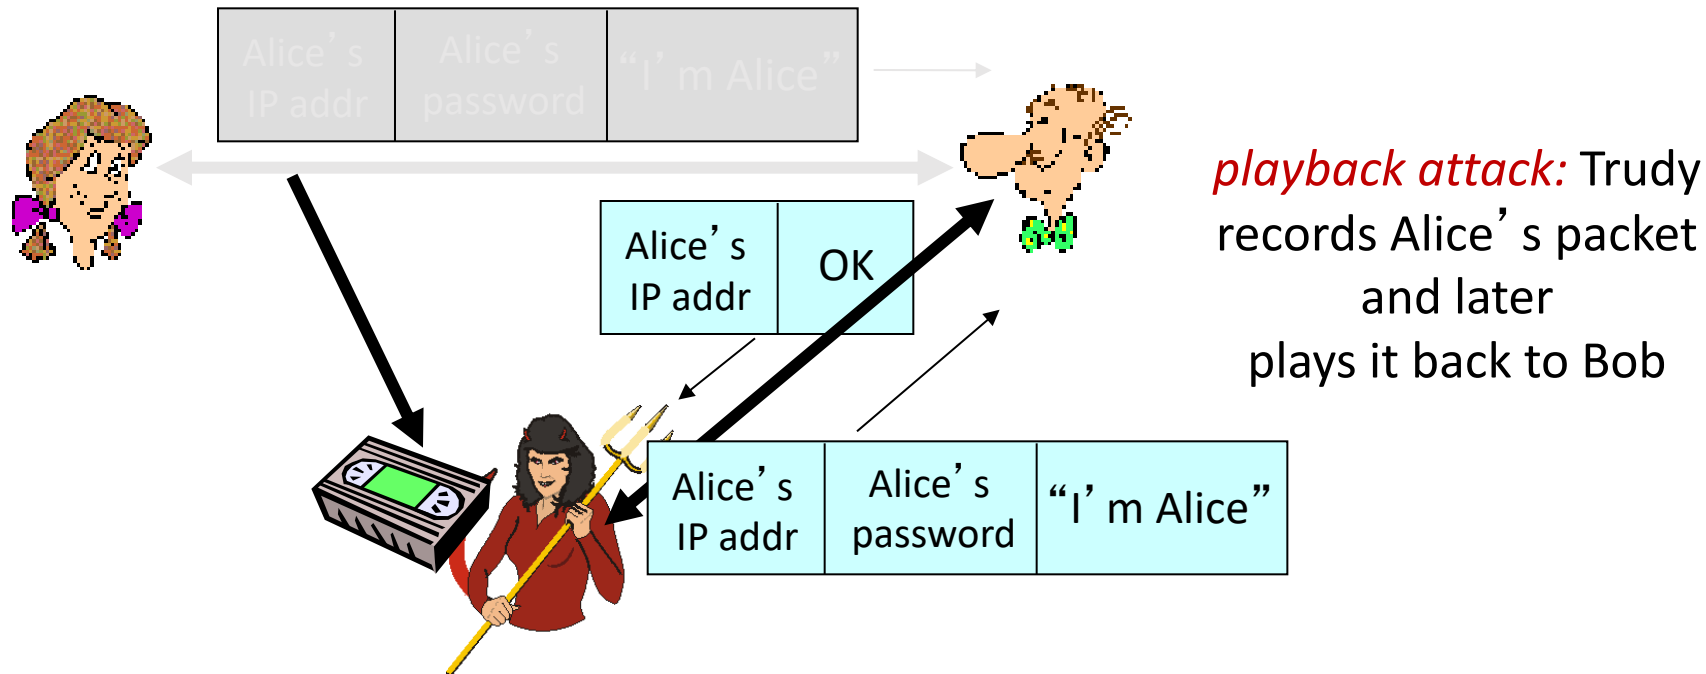 Alice’s
IP addr
Alice’s
password
“I’m Alice”
Alice’s
IP addr
OK
playback attack: Trudy
records Alice’s packet
and later
plays it back to Bob
Alice’s
IP addr
Alice’s
password
“I’m Alice”